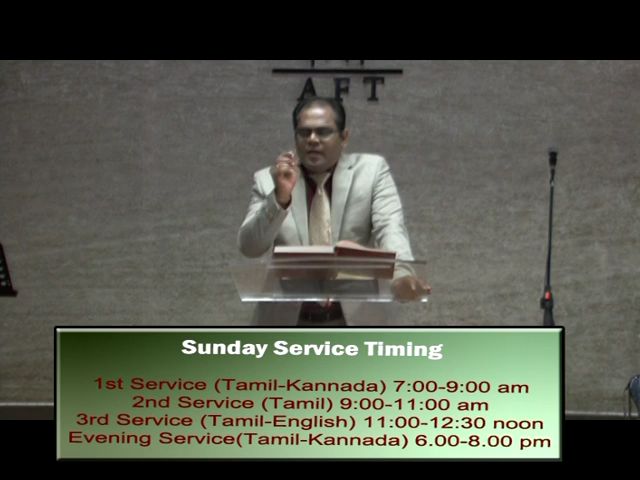 AFT
Sunday Service Timing
1st Service (Tamil-Kannada) 7:00-9:00 am
2nd Service (Tamil) 9:00-11:00 am
3rd Service (Tamil-English) 11:00-12:30 noon
Evening Service(Tamil-Kannada) 6.00-8.00 pm